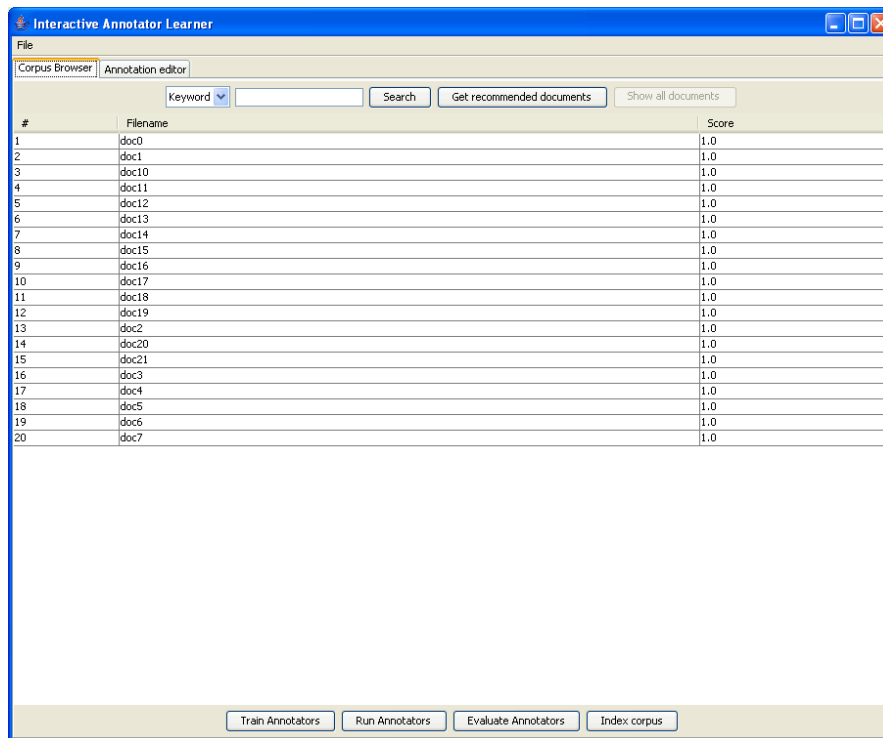 Interactive Annotator Learner
File
Corpus Browser Annotation editor
Keyword Search Get recommended documents Show all documents
# Filename Score
1 doc0 1.0
2 doc1 1.0
3 doc10 1.0
4 doc11 1.0
5 doc12 1.0
6 doc13 1.0
7 doc14 1.0
8 doc15 1.0
9 doc16 1.0
10 doc17 1.0
11 doc18 1.0
12 doc19 1.0
13 doc2 1.0
14 doc20 1.0
15 doc21 1.0
16 doc3 1.0
17 doc4 1.0
18 doc5 1.0
19 doc6 1.0
20 doc7 1.0
Train Annotators Run Annotators Evaluate Annotators Index corpus